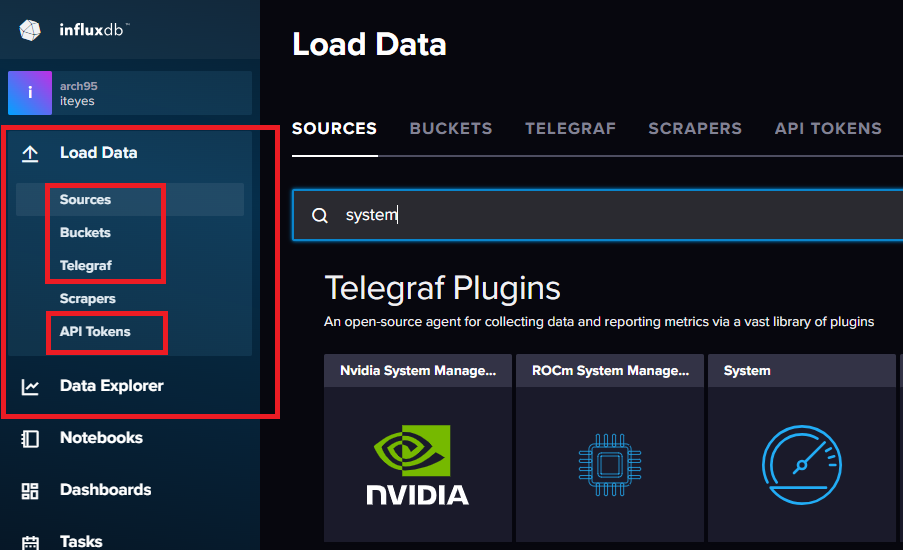 influxdb™
i
arch95
iteyes
Load Data
Sources
Buckets
Telegraf
Scrapers
API Tokens
Data Explorer
Notebooks
Dashboards
Tasks
Load Data
SOURCES BUCKETS TELEGRAF SCRAPERS API TOKENS
system
Telegraf Plugins
An open-source agent for collecting data and reporting metrics via a vast library of plugins
Nvidia System Manage... ROCm System Manage... System
NVIDIA